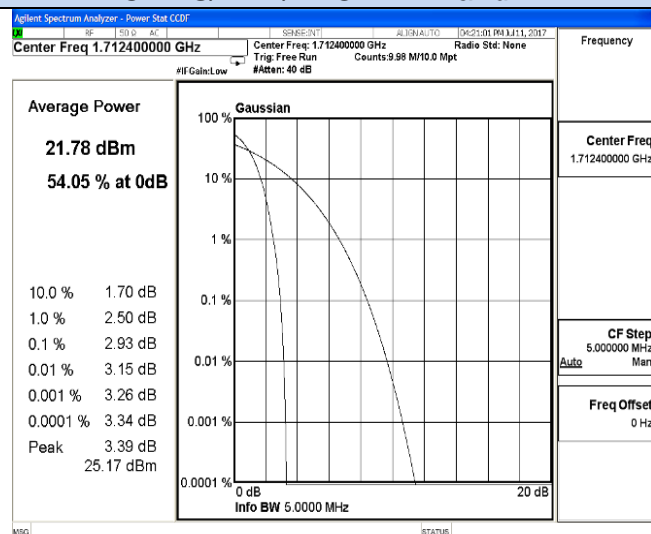 Agilent Spectrum Analyzer - Power Stat CCDF
RF 50 Ω AC SENSE:INT ALIGN AUTO 04:21:01 PM Jul 11, 2017
Center Freq 1.712400000 GHz
Center Freq: 1.712400000 GHz Radio Std: None
Trig: Free Run Counts:9.98 M/10.0 Mpt
#IFGain:Low #Atten: 40 dB
Frequency
Average Power
21.78 dBm
54.05 % at 0dB
10.0 % 1.70 dB
1.0 % 2.50 dB
0.1 % 2.93 dB
0.01 % 3.15 dB
0.001 % 3.26 dB
0.0001 % 3.34 dB
Peak 3.39 dB
25.17 dBm
Gaussian
100 %
10 %
1 %
0.1 %
0.01 %
0.001 %
0.0001 %
0 dB 20 dB
Info BW 5.0000 MHz
Center Freq
1.712400000 GHz
CF Step
5.000000 MHz
Auto Man
Freq Offset
0 Hz
MSG STATUS